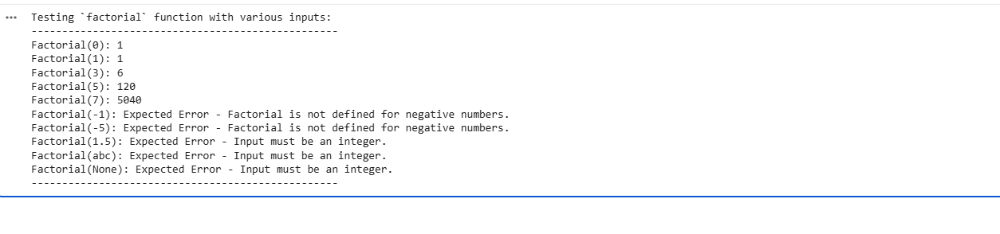 Testing `factorial` function with various inputs:
--------------------------------------------------
Factorial(0): 1
Factorial(1): 1
Factorial(3): 6
Factorial(5): 120
Factorial(7): 5040
Factorial(-1): Expected Error - Factorial is not defined for negative numbers.
Factorial(-5): Expected Error - Factorial is not defined for negative numbers.
Factorial(1.5): Expected Error - Input must be an integer.
Factorial(abc): Expected Error - Input must be an integer.
Factorial(None): Expected Error - Input must be an integer.
--------------------------------------------------